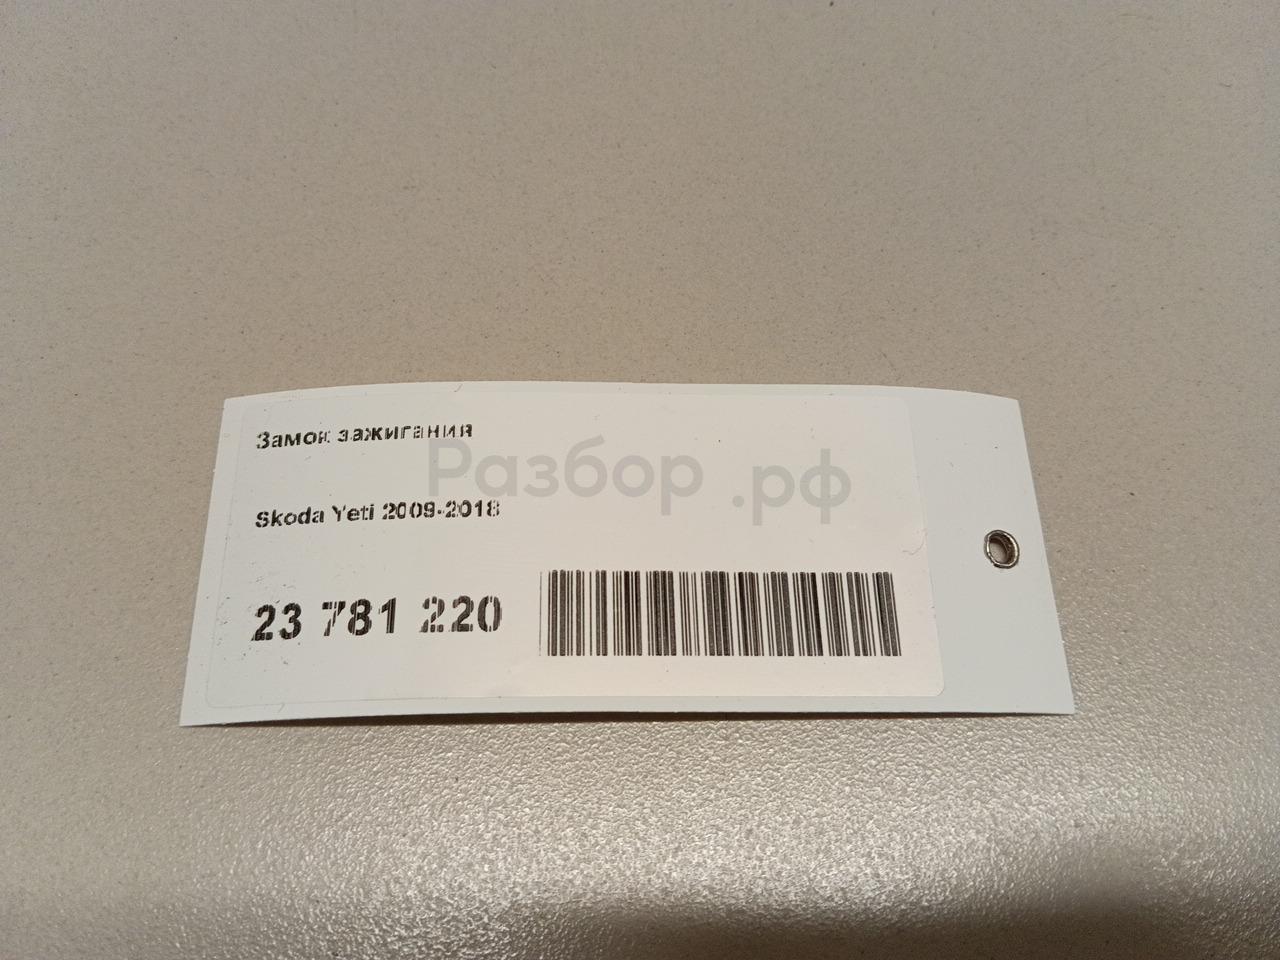 Замок зажигания
Разбор.рф
Skoda Yeti 2009-2018
23 781 220